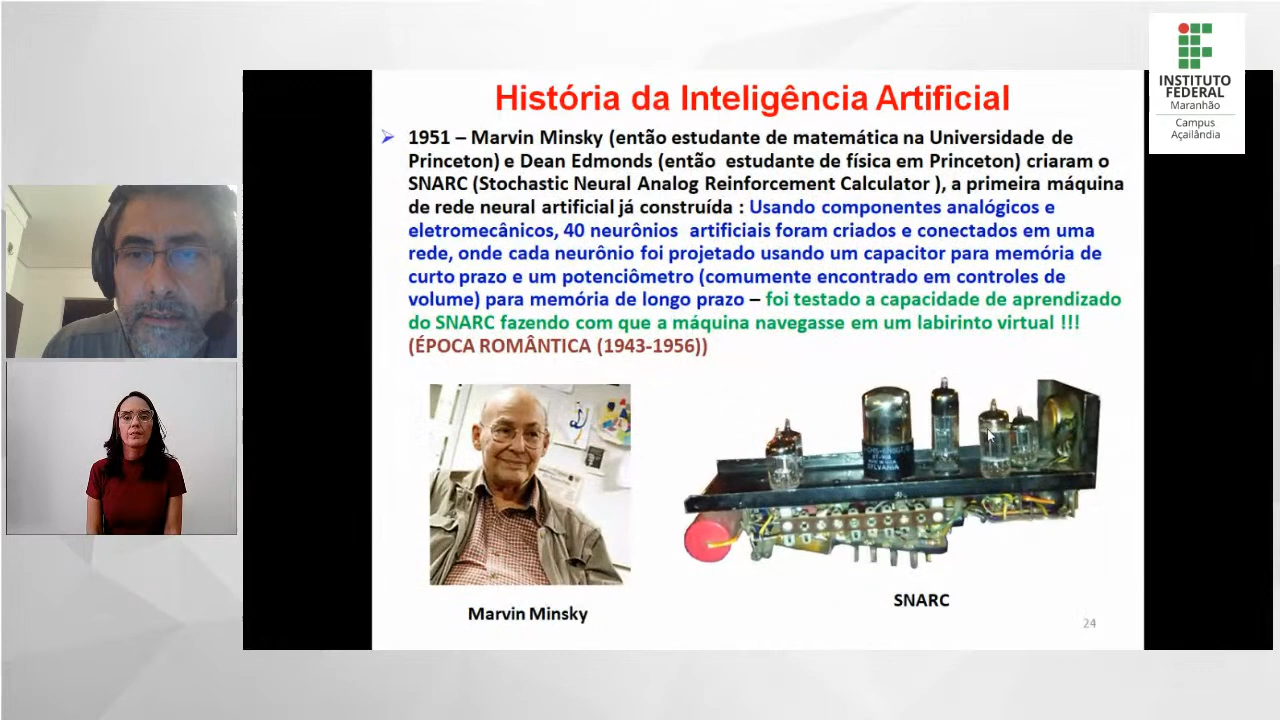 História da Inteligência Artificial
1951 – Marvin Minsky (então estudante de matemática na Universidade de
Princeton) e Dean Edmonds (então estudante de física em Princeton) criaram o
SNARC (Stochastic Neural Analog Reinforcement Calculator ), a primeira máquina
de rede neural artificial já construída : Usando componentes analógicos e
eletromecânicos, 40 neurônios artificiais foram criados e conectados em uma
rede, onde cada neurônio foi projetado usando um capacitor para memória de
curto prazo e um potenciômetro (comumente encontrado em controles de
volume) para memória de longo prazo – foi testado a capacidade de aprendizado
do SNARC fazendo com que a máquina navegasse em um labirinto virtual !!!
(ÉPOCA ROMÂNTICA (1943-1956))
SYLVANIA
Marvin Minsky
SNARC
24
INSTITUTO
FEDERAL
Maranhão
Campus
Açailândia